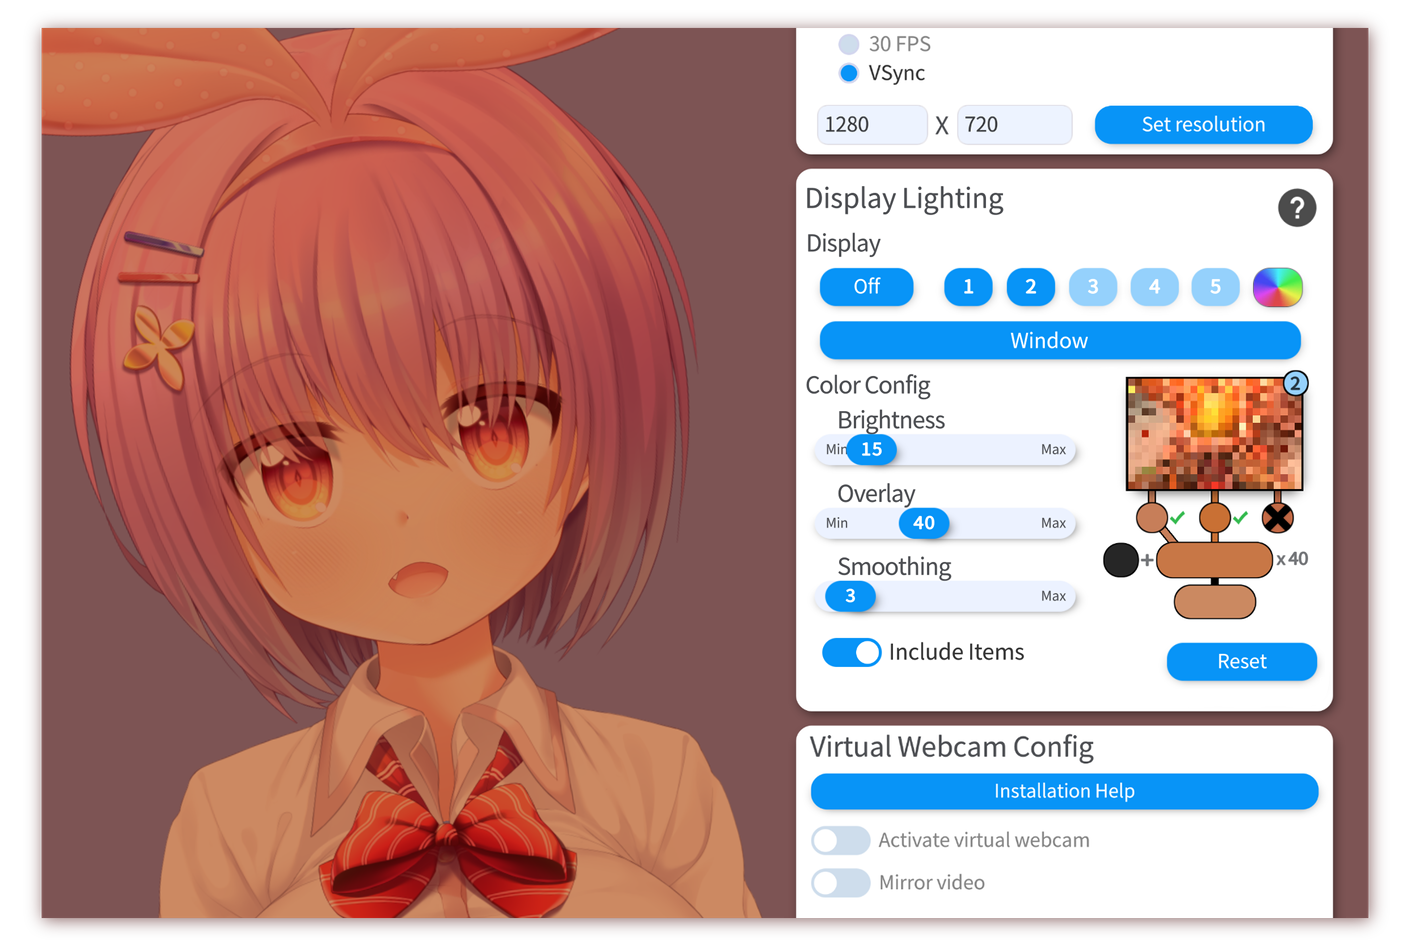 30 FPS
VSync
1280 X 720 Set resolution
Display Lighting ?
Display
Off 1 2 3 4 5
Window
Color Config 2
Brightness
Min 15 Max
Overlay
Min 40 Max
+ x 40
Smoothing
3 Max
Include Items Reset
Virtual Webcam Config
Installation Help
Activate virtual webcam
Mirror video